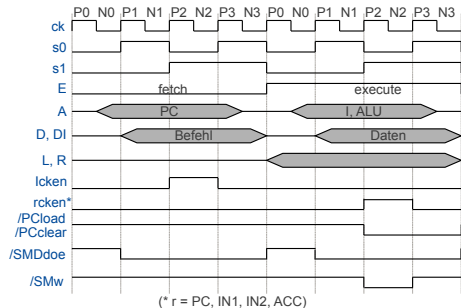 P0 N0 P1 N1 P2 N2 P3 N3 P0 N0 P1 N1 P2 N2 P3 N3
ck
s0
s1
E fetch execute
A PC I, ALU
D, DI Befehl Daten
L, R
Icken
rcken*
/PCload
/PCclear
/SMDdoe
/SMw
(* r = PC, IN1, IN2, ACC)